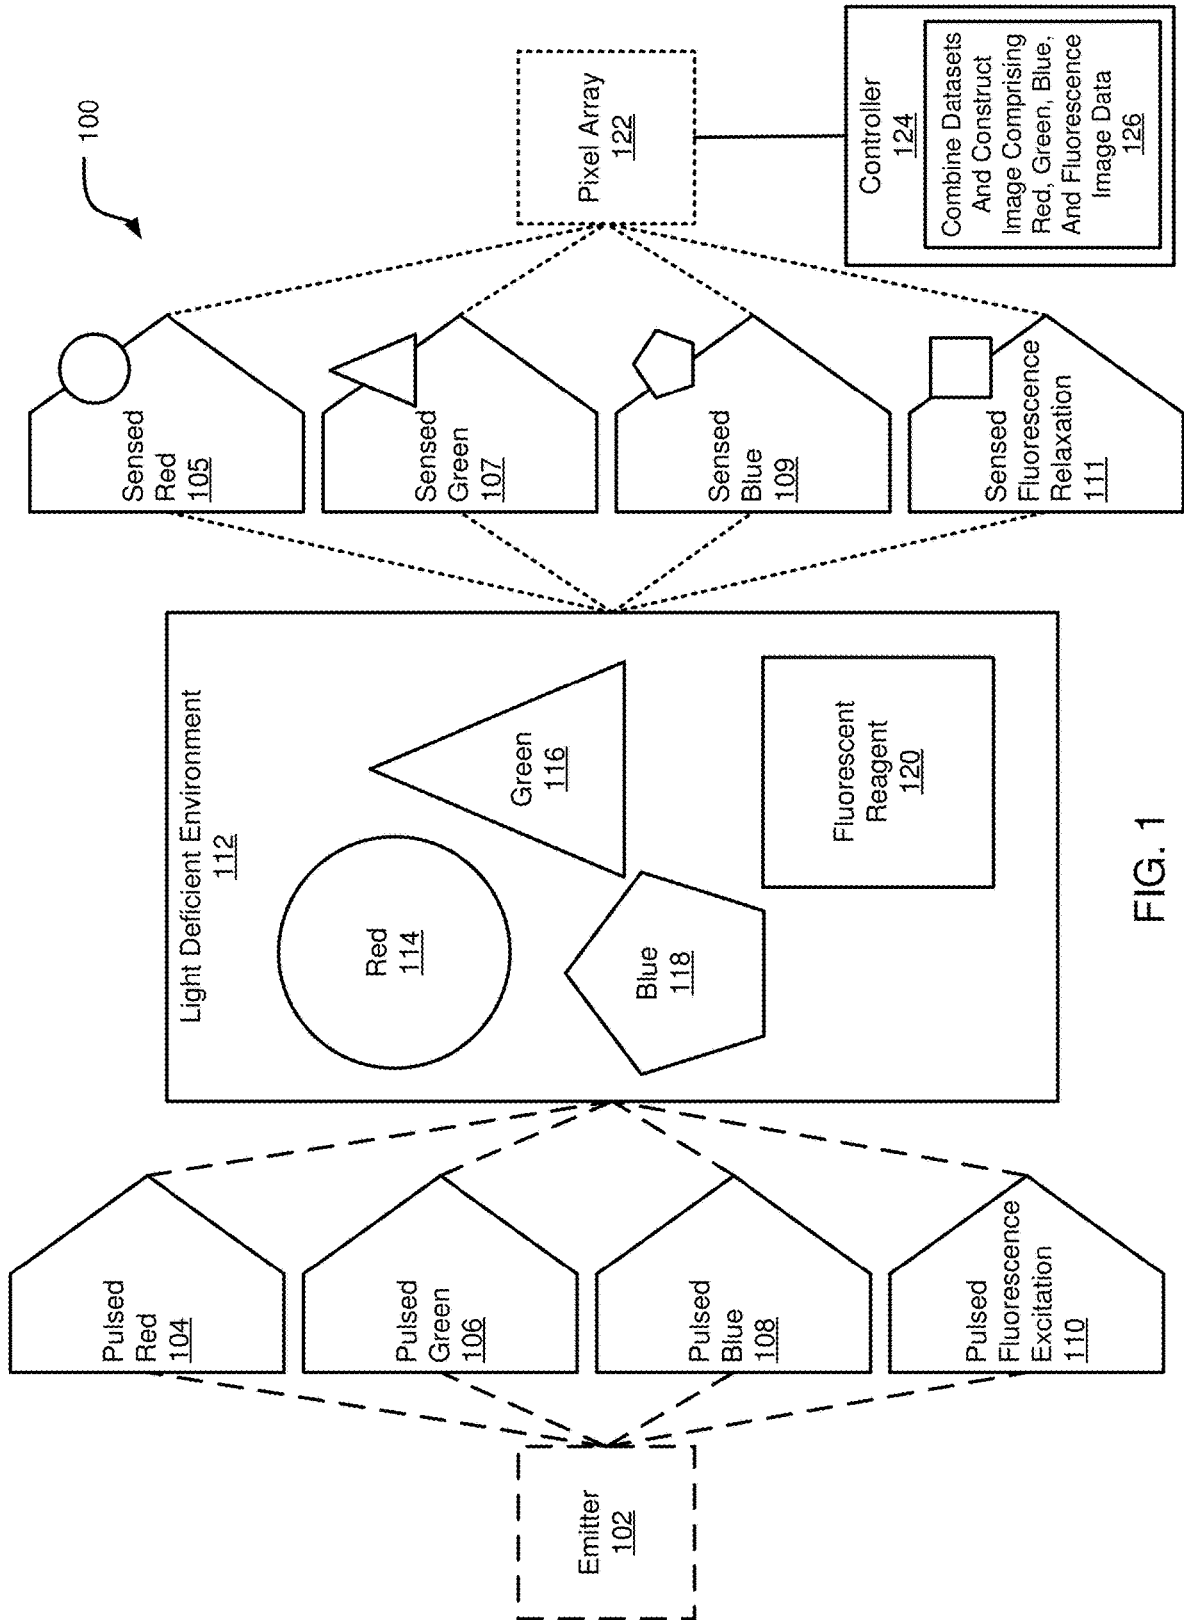 100
Emitter
102
Pulsed
Red
104
Pulsed
Green
106
Pulsed
Blue
108
Pulsed
Fluorescence
Excitation
110
Light Deficient Environment
112
Red
114
Green
116
Blue
118
Fluorescent
Reagent
120
Sensed
Red
105
Sensed
Green
107
Sensed
Blue
109
Sensed
Fluorescence
Relaxation
111
Pixel Array
122
Controller
124
Combine Datasets
And Construct
Image Comprising
Red, Green, Blue,
And Fluorescence
Image Data
126
FIG. 1